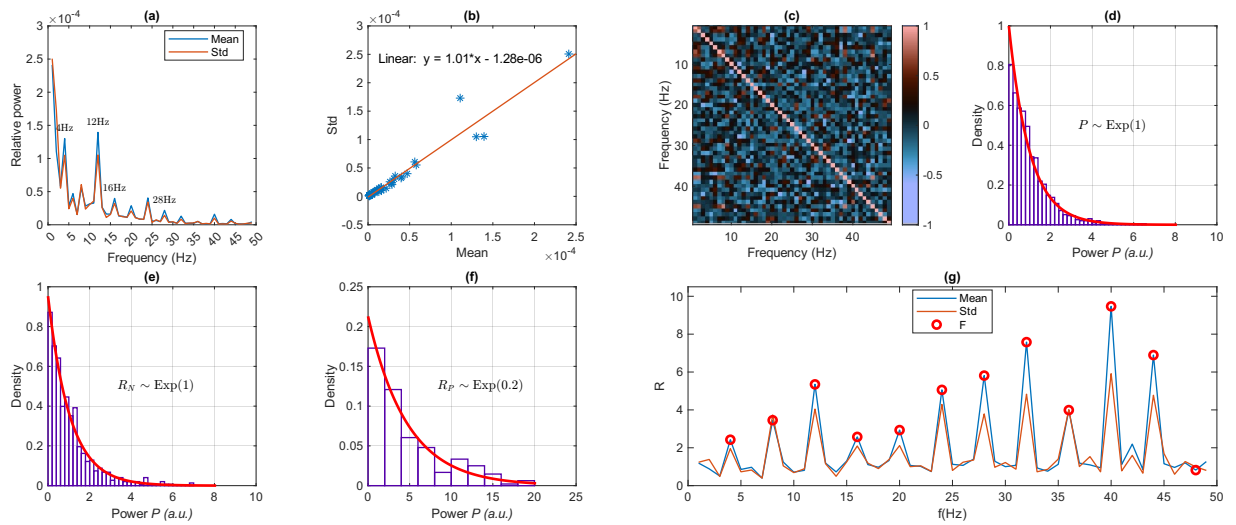 (a)
3 ×10⁻⁴
2.5
2
1.5
1
0.5
0
Relative power
Mean
Std
4Hz
12Hz
16Hz
28Hz
0 5 10 15 20 25 30 35 40 45 50
Frequency (Hz)
(b)
3 ×10⁻⁴
2.5
2
1.5
1
0.5
0
-0.5
Std
Linear: y = 1.01*x - 1.28e-06
0 0.5 1 1.5 2 2.5
Mean
×10⁻⁴
(c)
10
20
30
40
Frequency (Hz)
10 20 30 40
Frequency (Hz)
1
0.5
0
-0.5
-1
(d)
1
0.8
0.6
0.4
0.2
0
Density
P ∼ Exp(1)
0 2 4 6 8 10
Power P (a.u.)
(e)
1
0.8
0.6
0.4
0.2
0
Density
R_N ∼ Exp(1)
0 2 4 6 8 10
Power P (a.u.)
(f)
0.25
0.2
0.15
0.1
0.05
0
Density
R_P ∼ Exp(0.2)
0 5 10 15 20 25
Power P (a.u.)
(g)
10
8
6
4
2
0
R
Mean
Std
F
0 5 10 15 20 25 30 35 40 45 50
f(Hz)